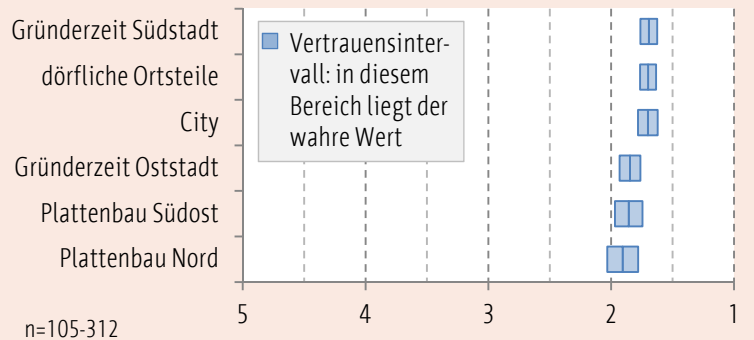 Gründerzeit Südstadt
dörfliche Ortsteile
City
Gründerzeit Oststadt
Plattenbau Südost
Plattenbau Nord
Vertrauensinter-
vall: in diesem
Bereich liegt der
wahre Wert
5 4 3 2 1
n=105-312